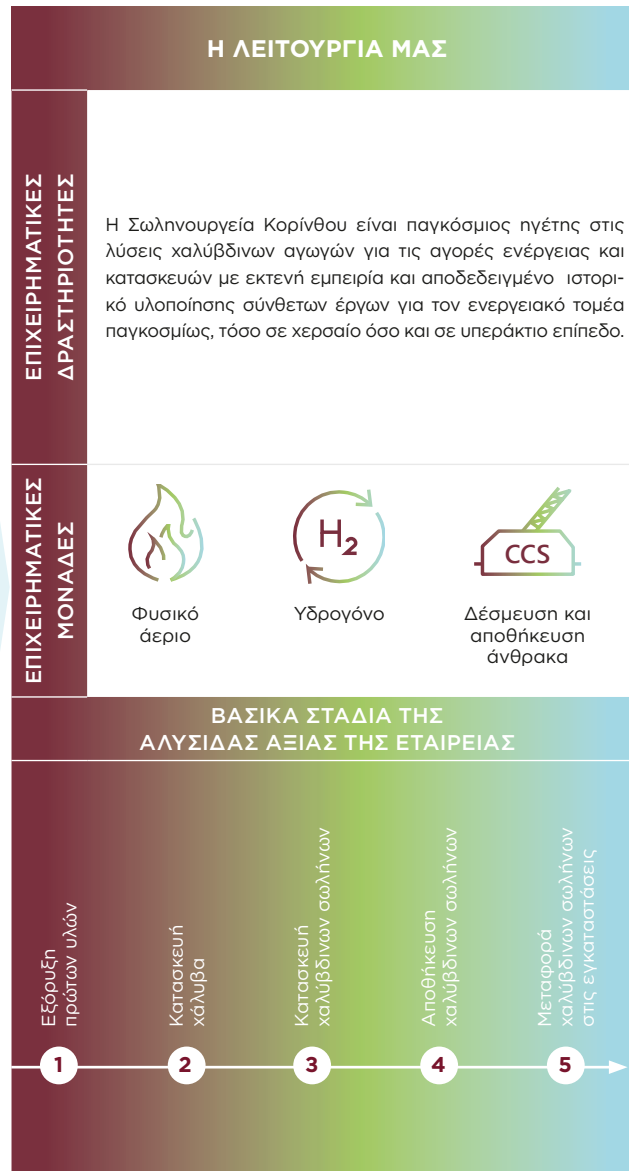 Η ΛΕΙΤΟΥΡΓΙΑ ΜΑΣ
ΕΠΙΧΕΙΡΗΜΑΤΙΚΕΣ
ΔΡΑΣΤΗΡΙΟΤΗΤΕΣ
Η Σωληνουργεία Κορίνθου είναι παγκόσμιος ηγέτης στις
λύσεις χαλύβδινων αγωγών για τις αγορές ενέργειας και
κατασκευών με εκτενή εμπειρία και αποδεδειγμένο ιστορι-
κό υλοποίησης σύνθετων έργων για τον ενεργειακό τομέα
παγκοσμίως, τόσο σε χερσαίο όσο και σε υπεράκτιο επίπεδο.
ΕΠΙΧΕΙΡΗΜΑΤΙΚΕΣ
ΜΟΝΑΔΕΣ
Φυσικό
άεριο
H2
Υδρογόνο
CCS
Δέσμευση και
αποθήκευση
άνθρακα
ΒΑΣΙΚΑ ΣΤΑΔΙΑ ΤΗΣ
ΑΛΥΣΙΔΑΣ ΑΞΙΑΣ ΤΗΣ ΕΤΑΙΡΕΙΑΣ
Εξόρυξη
πρώτων υλών
1
Κατασκευή
χάλυβα
2
Κατασκευή
χαλύβδινων σωλήνων
3
Αποθήκευση
χαλύβδινων σωλήνων
4
Μεταφορά
χαλύβδινων σωλήνων
στις εγκαταστάσεις
5